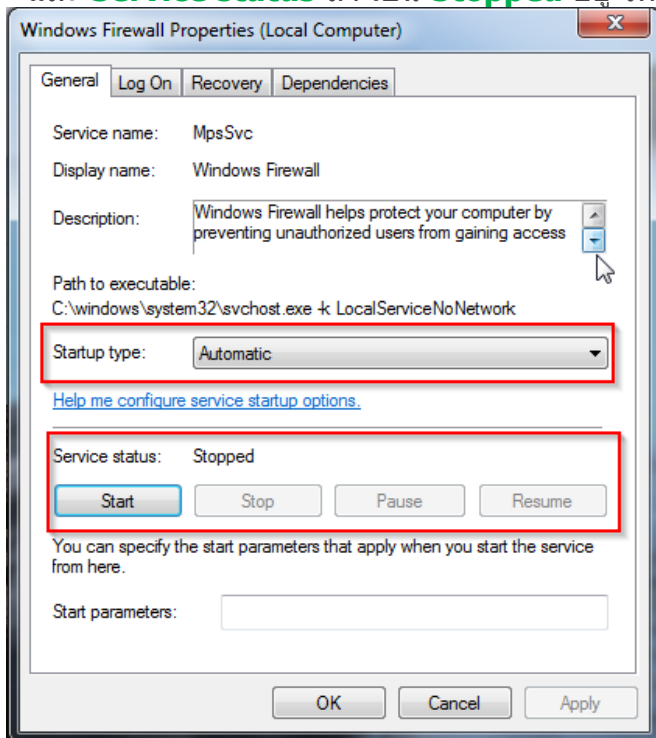 Service status Stopped
Windows Firewall Properties (Local Computer)
General Log On Recovery Dependencies
Service name: MpsSvc
Display name: Windows Firewall
Description: Windows Firewall helps protect your computer by
preventing unauthorized users from gaining access
Path to executable:
C:\windows\system32\svchost.exe -k LocalServiceNoNetwork
Startup type: Automatic
Help me configure service startup options.
Service status: Stopped
Start Stop Pause Resume
You can specify the start parameters that apply when you start the service
from here.
Start parameters:
OK Cancel Apply